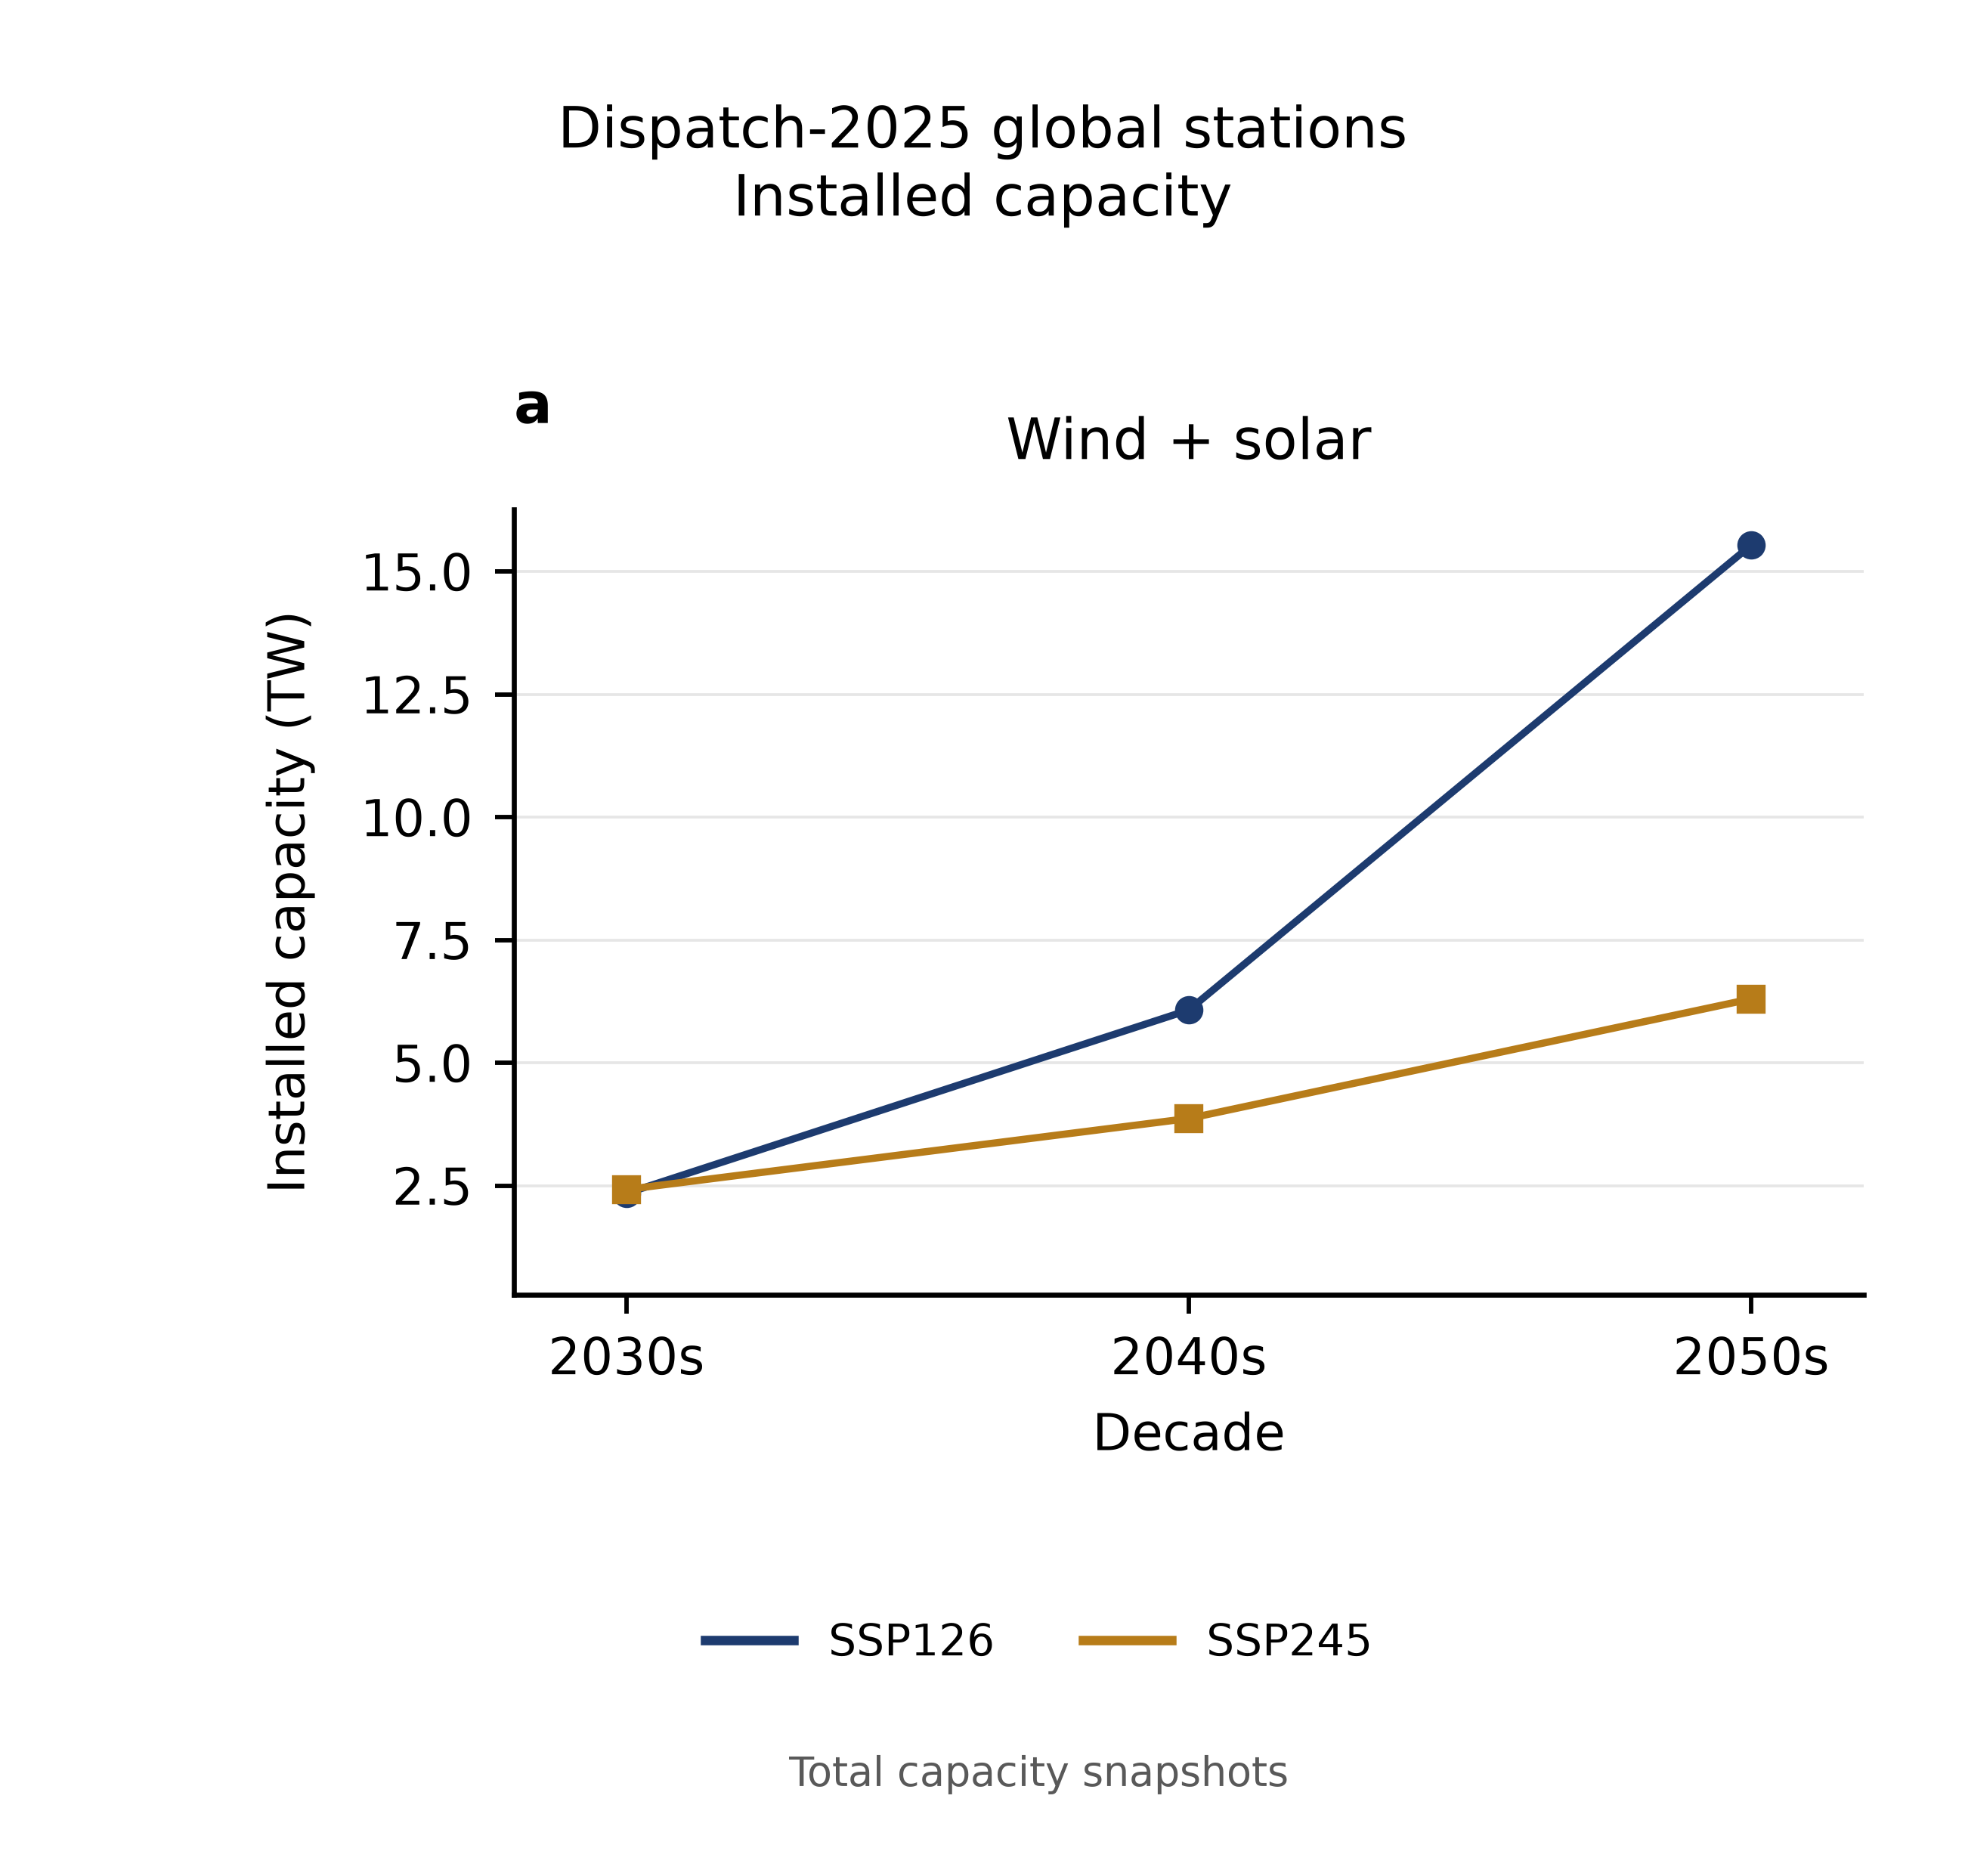 Dispatch-2025 global stations
Installed capacity
a
Wind + solar
Installed capacity (TW)
15.0
12.5
10.0
7.5
5.0
2.5
2030s 2040s 2050s
Decade
SSP126 SSP245
Total capacity snapshots